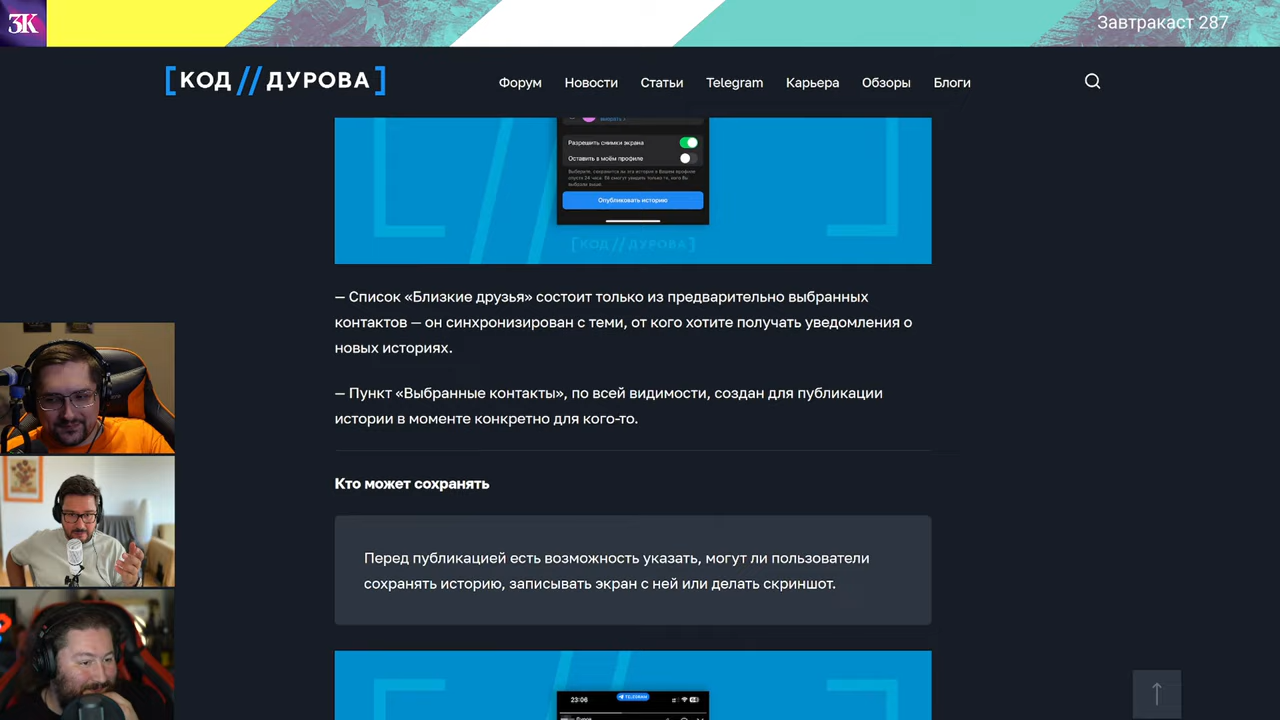 ЗК
Завтракаст 287
[КОД//ДУРОВА]
Форум Новости Статьи Telegram Карьера Обзоры Блоги
Разрешить снимки экрана
Оставить в моём профиле
Опубликовать историю
[КОД//ДУРОВА]
— Список «Близкие друзья» состоит только из предварительно выбранных
контактов — он синхронизирован с теми, от кого хотите получать уведомления о
новых историях.
— Пункт «Выбранные контакты», по всей видимости, создан для публикации
истории в моменте конкретно для кого-то.
Кто может сохранять
Перед публикацией есть возможность указать, могут ли пользователи
сохранять историю, записывать экран с ней или делать скриншот.
23:06
TELEGRAM